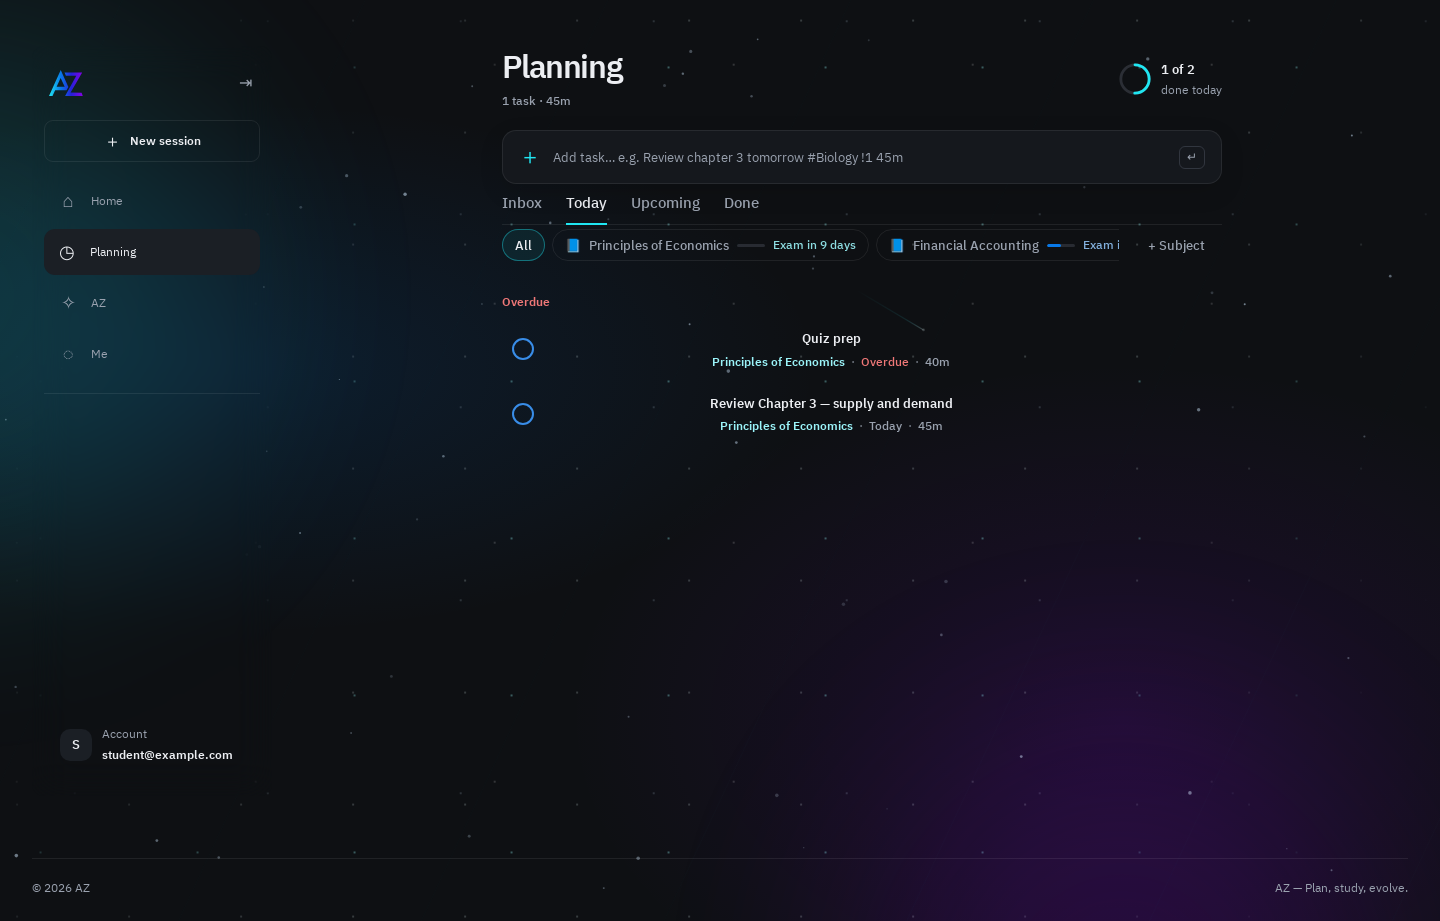 AZ
+ New session
Home
Planning
AZ
Me
Account
S
student@example.com
Planning
1 task · 45m
1 of 2
done today
+ Add task... e.g. Review chapter 3 tomorrow #Biology !1 45m ↵
Inbox Today Upcoming Done
All Principles of Economics Exam in 9 days Financial Accounting Exam i + Subject
Overdue
Quiz prep
Principles of Economics · Overdue · 40m
Review Chapter 3 — supply and demand
Principles of Economics · Today · 45m
© 2026 AZ
AZ — Plan, study, evolve.